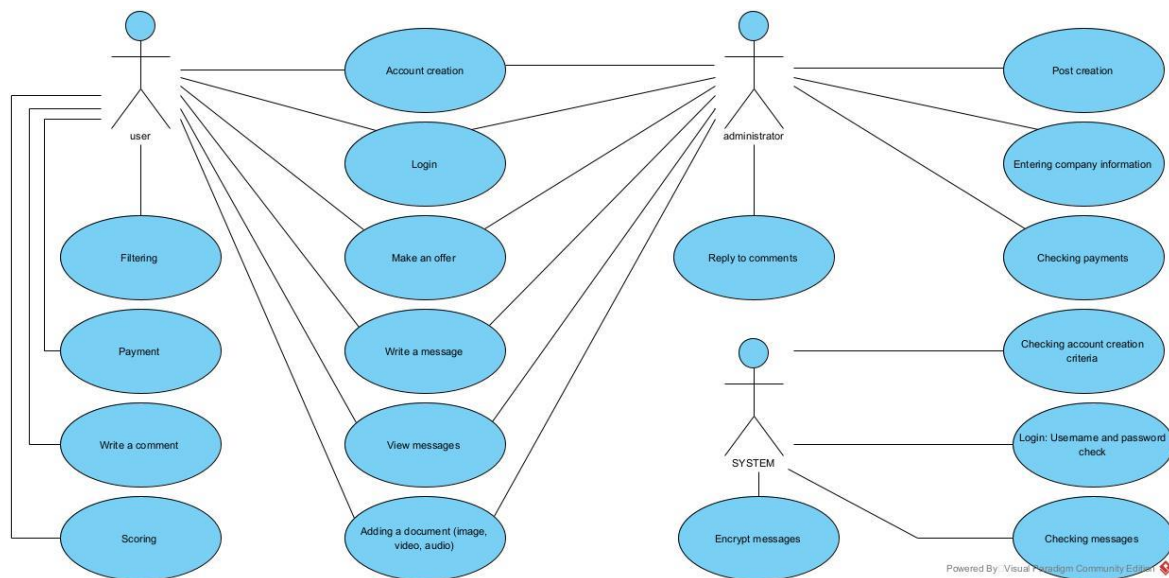 user
administrator
SYSTEM
Account creation
Login
Make an offer
Write a message
View messages
Adding a document (image,
video, audio)
Filtering
Payment
Write a comment
Scoring
Reply to comments
Post creation
Entering company information
Checking payments
Checking account creation
criteria
Login: Username and password
check
Checking messages
Encrypt messages
Powered By: Visual Paradigm Community Edition